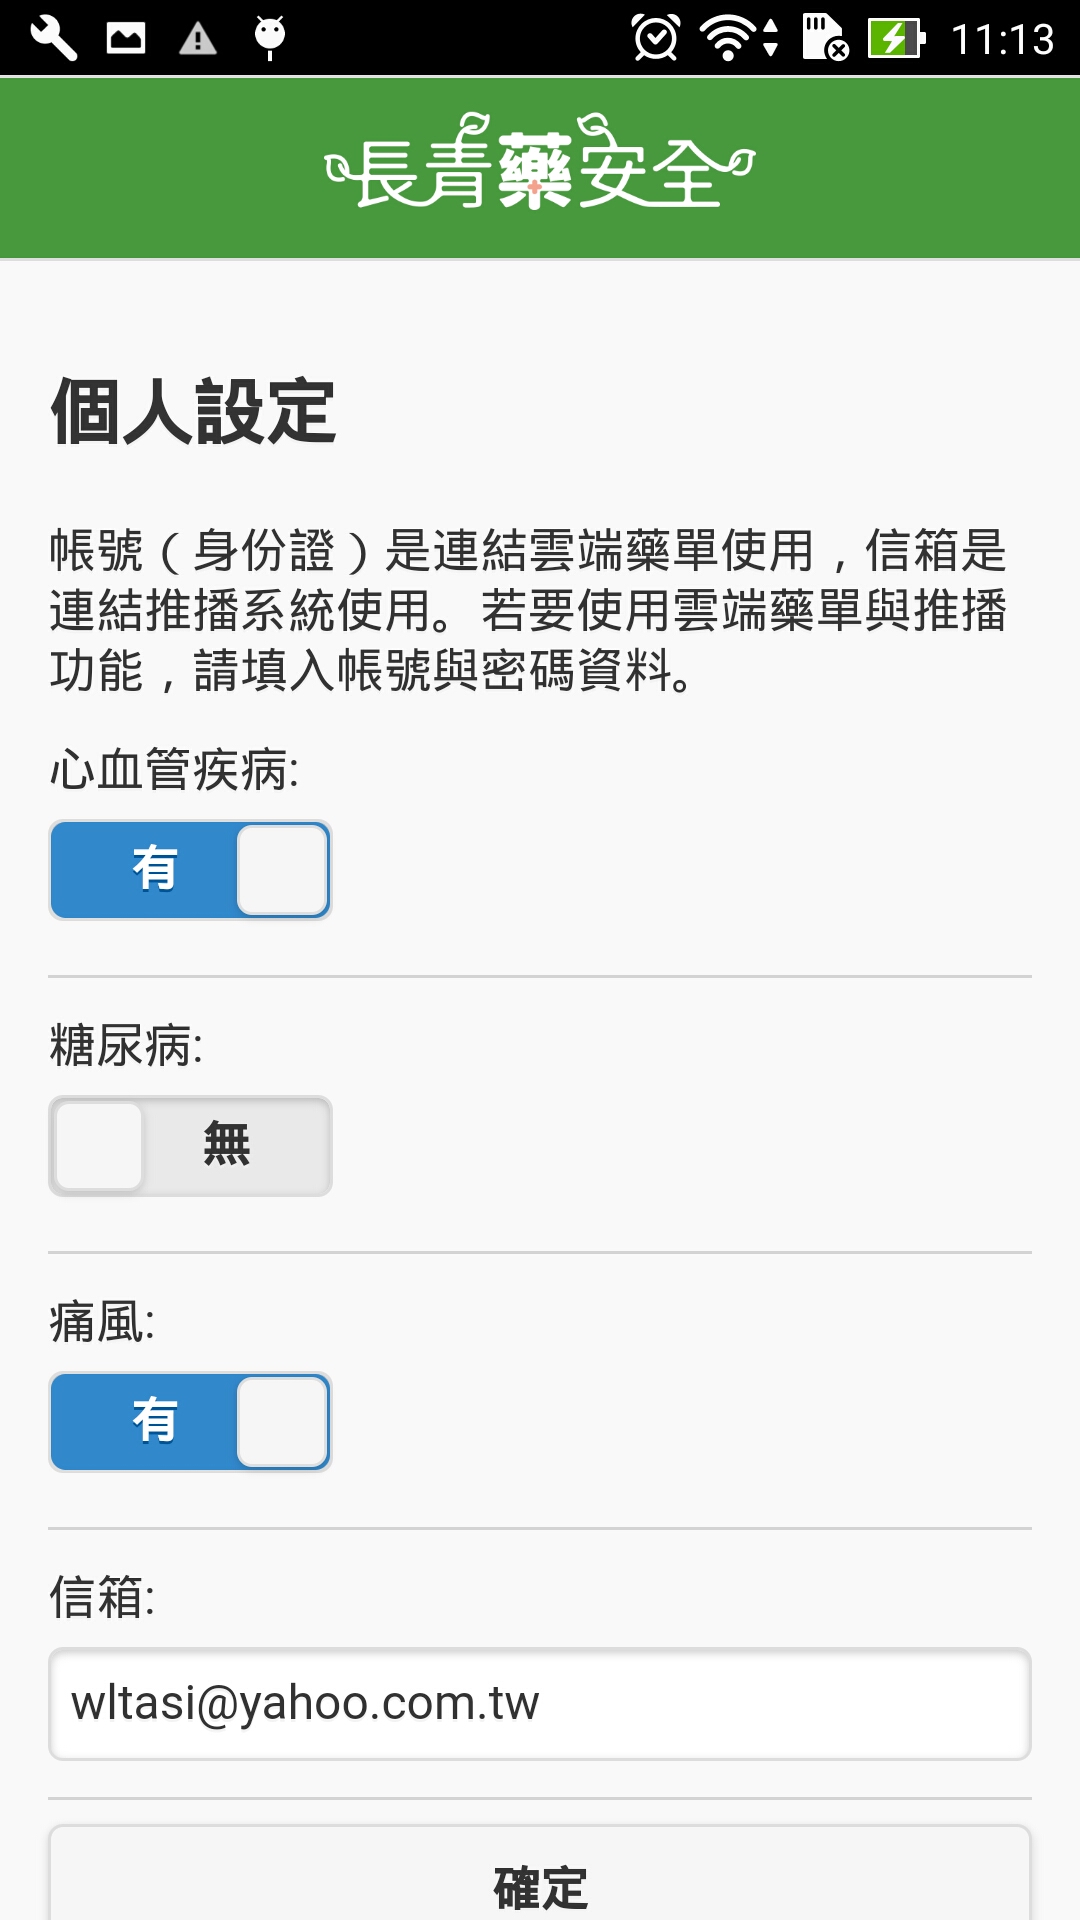 11:13
長青藥安全
個人設定
帳號（身份證）是連結雲端藥單使用，信箱是
連結推播系統使用。若要使用雲端藥單與推播
功能，請填入帳號與密碼資料。
心血管疾病:
有
糖尿病:
無
痛風:
有
信箱:
wltasi@yahoo.com.tw
確定